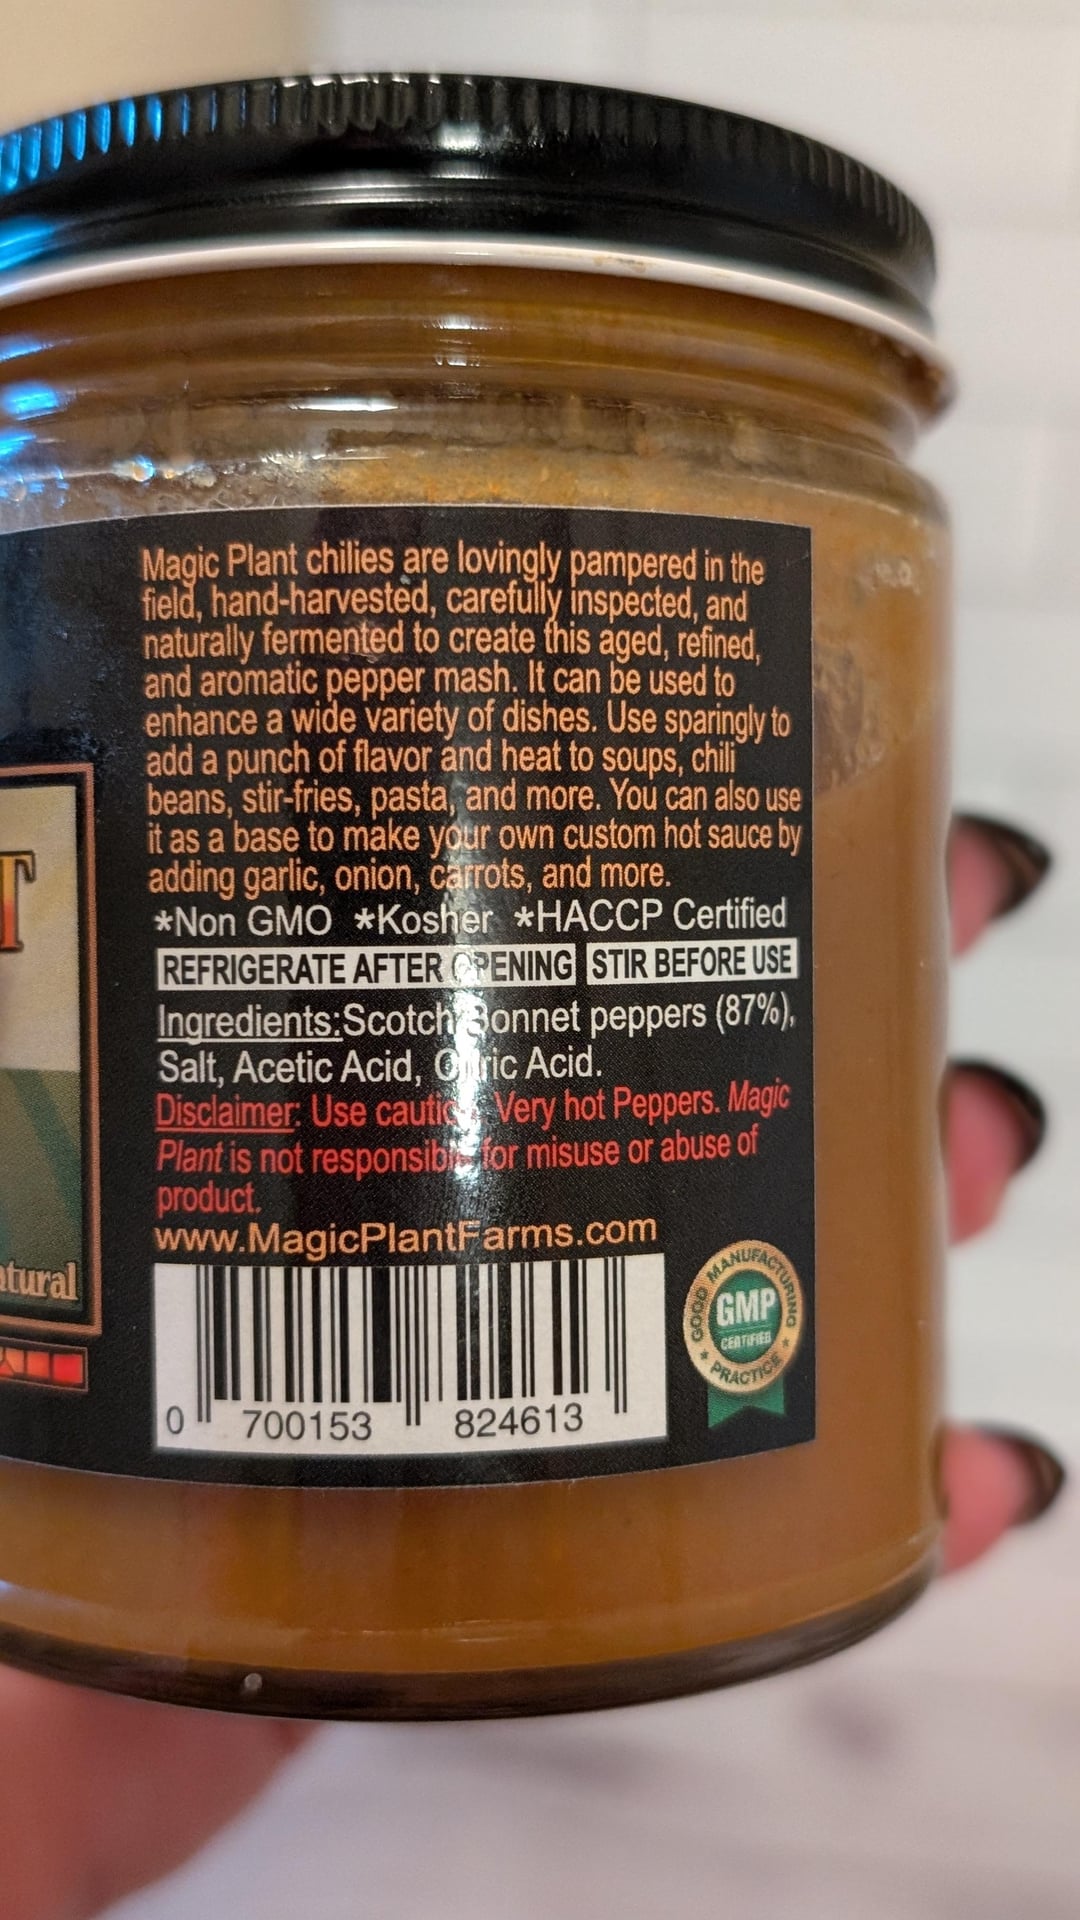 Magic Plant chilies are lovingly pampered in the
field, hand-harvested, carefully inspected, and
naturally fermented to create this aged, refined,
and aromatic pepper mash. It can be used to
enhance a wide variety of dishes. Use sparingly to
add a punch of flavor and heat to soups, chili
beans, stir-fries, pasta, and more. You can also use
it as a base to make your own custom hot sauce by
adding garlic, onion, carrots, and more.
*Non GMO *Kosher *HACCP Certified
REFRIGERATE AFTER OPENING STIR BEFORE USE
Ingredients:Scotch Bonnet peppers (87%),
Salt, Acetic Acid, Citric Acid.
Disclaimer: Use caution. Very hot Peppers. Magic
Plant is not responsible for misuse or abuse of
product.
www.MagicPlantFarms.com
0 700153 824613
GOOD MANUFACTURING
GMP
CERTIFIED
PRACTICE